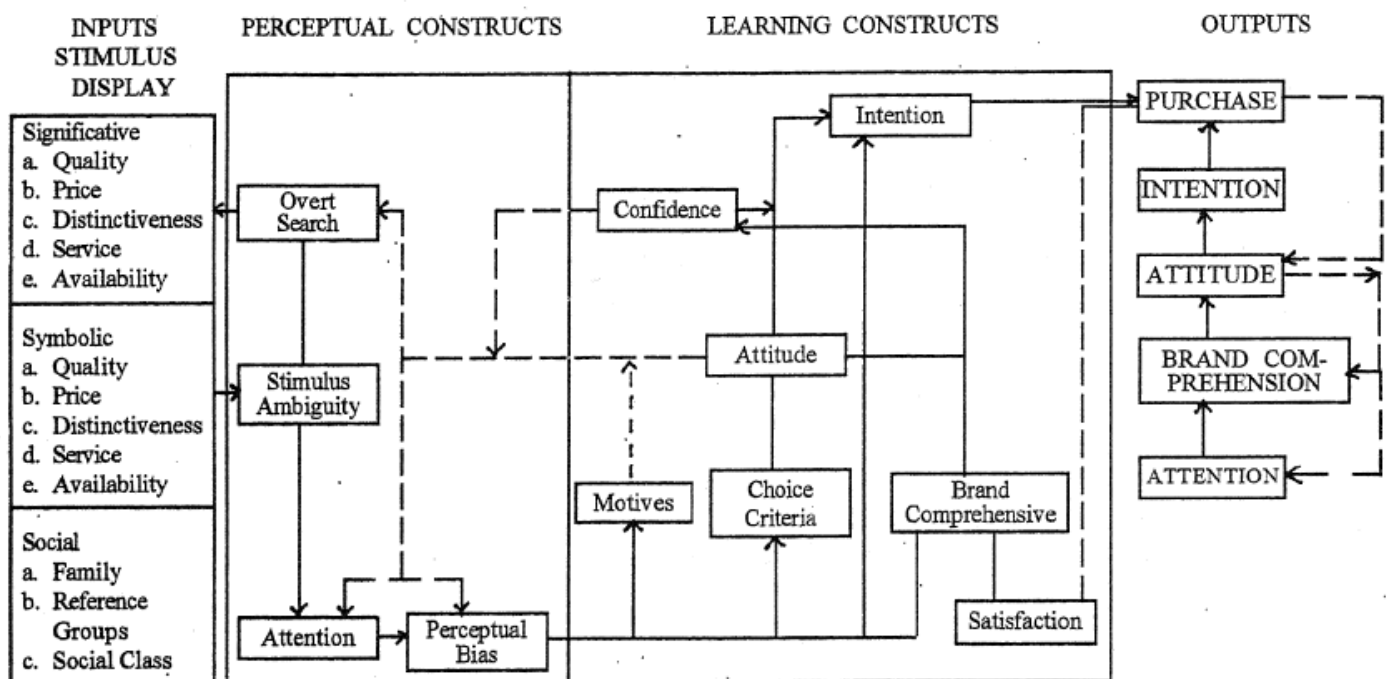 INPUTS
STIMULUS
DISPLAY
PERCEPTUAL CONSTRUCTS
LEARNING CONSTRUCTS
OUTPUTS
Significative
a. Quality
b. Price
c. Distinctiveness
d. Service
e. Availability
Symbolic
a. Quality
b. Price
c. Distinctiveness
d. Service
e. Availability
Social
a. Family
b. Reference
Groups
c. Social Class
Overt
Search
Stimulus
Ambiguity
Attention
Perceptual
Bias
Intention
Confidence
Attitude
Motives
Choice
Criteria
Brand
Comprehensive
Satisfaction
PURCHASE
INTENTION
ATTITUDE
BRAND COM-
PREHENSION
ATTENTION